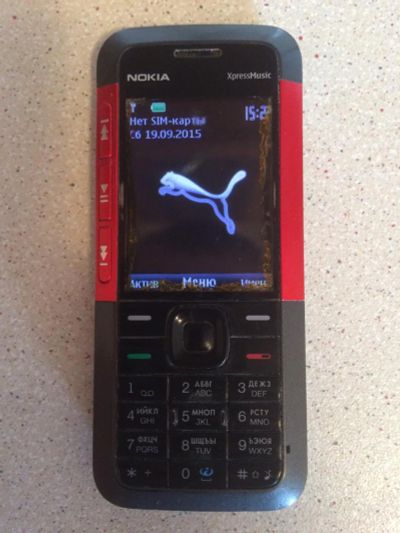 NOKIA XpressMusic
Нет SIM-карты
Сб 19.09.2015
Актив Меню
1
2 АБВГ ABC
3 ДЕЖЗ DEF
4 ИЙКЛ GHI
5 МНОП JKL
6 РСТУ MNO
7 ФХЦЧ PQRS
8 ШЩЪЫ TUV
9 ЬЭЮЯ WXYZ
* +
0
#